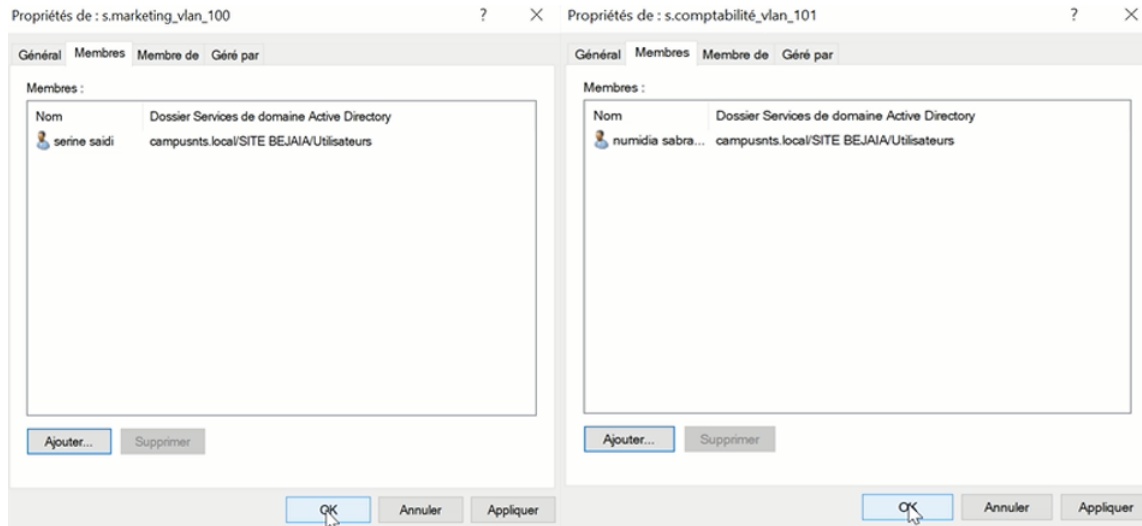 Propriétés de : s.marketing_vlan_100 ? ×
Général Membres Membre de Géré par
Membres :
Nom Dossier Services de domaine Active Directory
serine saidi campusnts.local/SITE BEJAIA/Utilisateurs
Ajouter... Supprimer
OK Annuler Appliquer
Propriétés de : s.comptabilité_vlan_101 ? ×
Général Membres Membre de Géré par
Membres :
Nom Dossier Services de domaine Active Directory
numidia sabra... campusnts.local/SITE BEJAIA/Utilisateurs
Ajouter... Supprimer
OK Annuler Appliquer